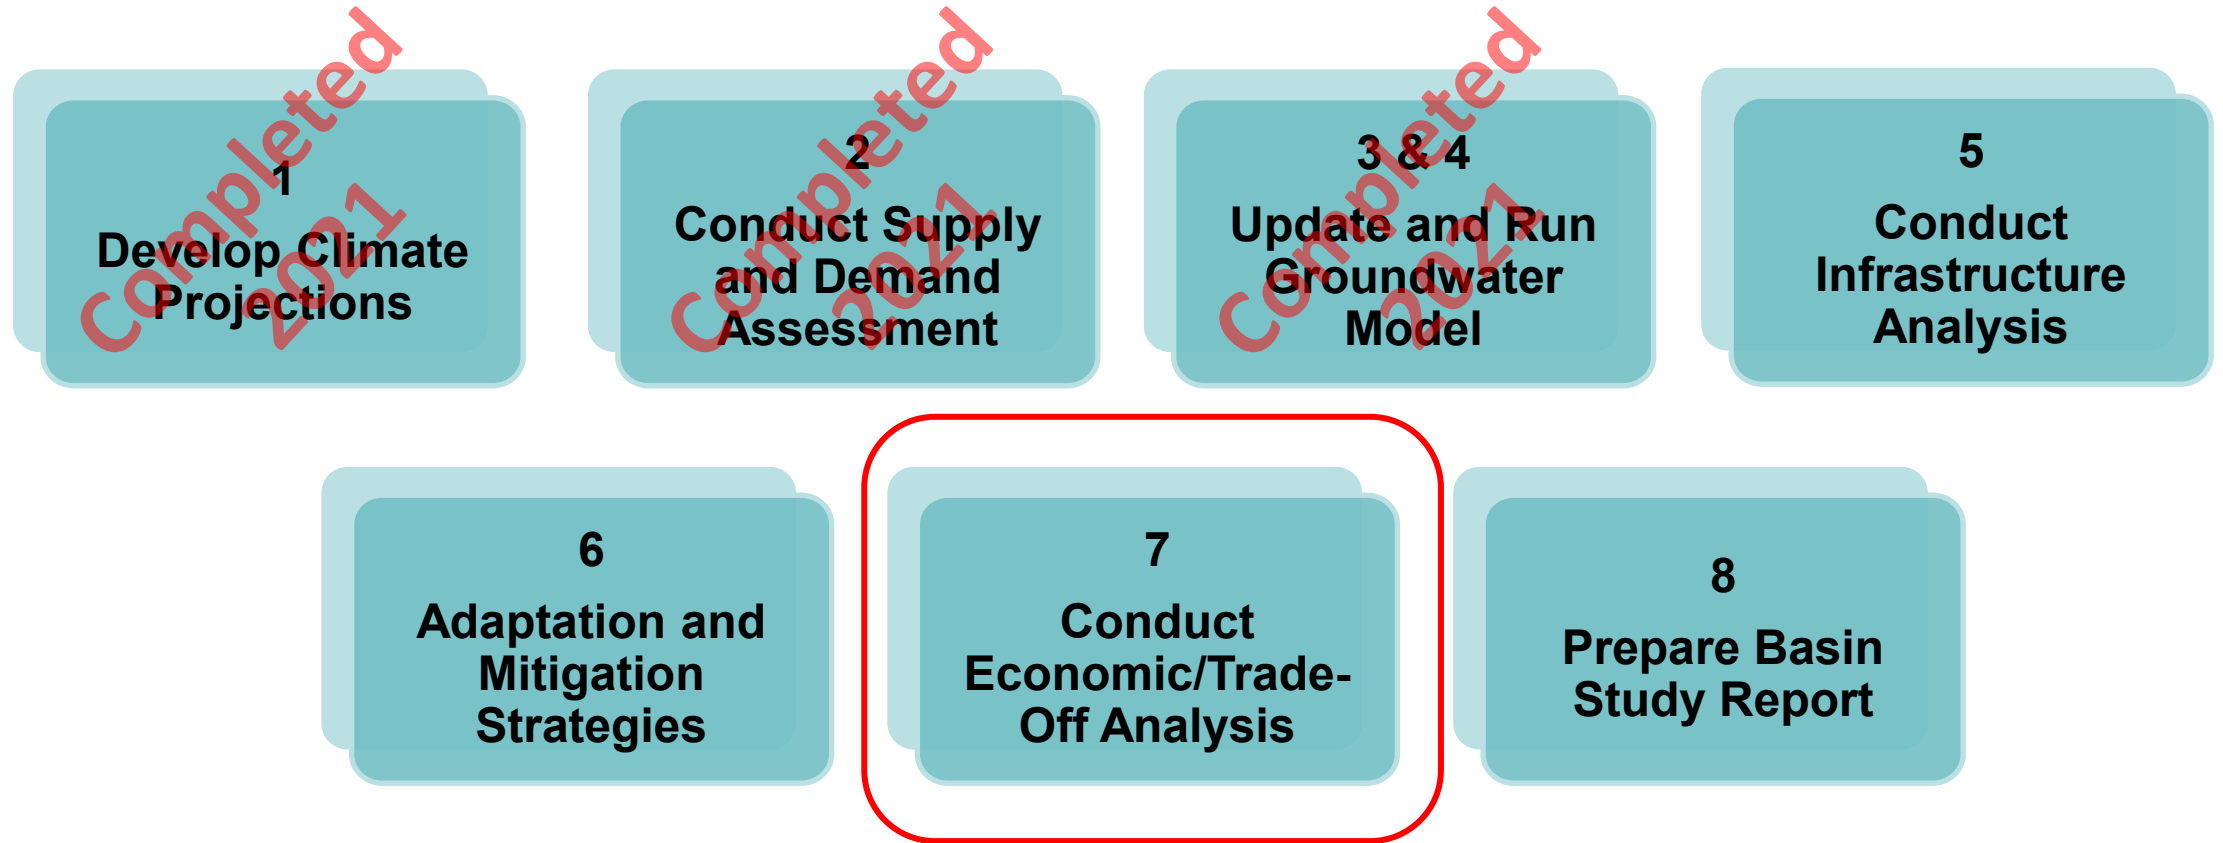 1
Develop Climate
Projections
Completed
2021
2
Conduct Supply
and Demand
Assessment
Completed
2021
3 & 4
Update and Run
Groundwater
Model
Completed
2021
5
Conduct
Infrastructure
Analysis
6
Adaptation and
Mitigation
Strategies
7
Conduct
Economic/Trade-
Off Analysis
8
Prepare Basin
Study Report